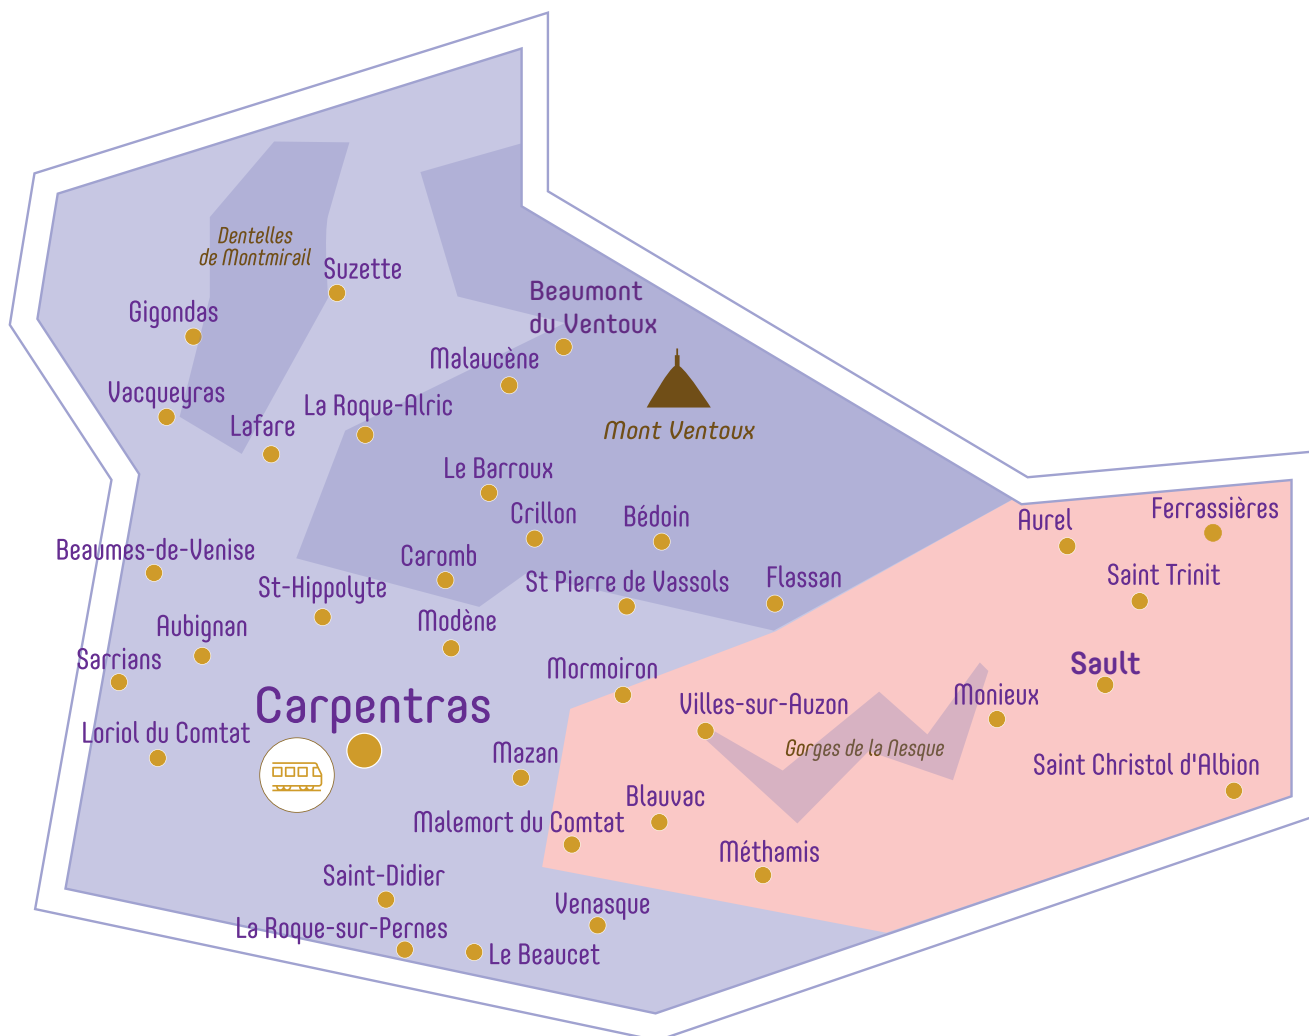 Dentelles
de Montmirail
Suzette
Gigondas
Beaumont
du Ventoux
Malaucène
Vacqueyras
La Roque-Alric
Lafare
Mont Ventoux
Le Barroux
Crillon
Bédoin
Aurel
Ferrassières
Beaumes-de-Venise
Caromb
St-Hippolyte
St Pierre de Vassols
Flassan
Saint Trinit
Aubignan
Modène
Sarrians
Mormoiron
Sault
Carpentras
Villes-sur-Auzon
Monieux
Loriol du Comtat
Mazan
Gorges de la Nesque
Saint Christol d'Albion
Blauvac
Malemort du Comtat
Méthamis
Saint-Didier
Venasque
La Roque-sur-Pernes
Le Beaucet